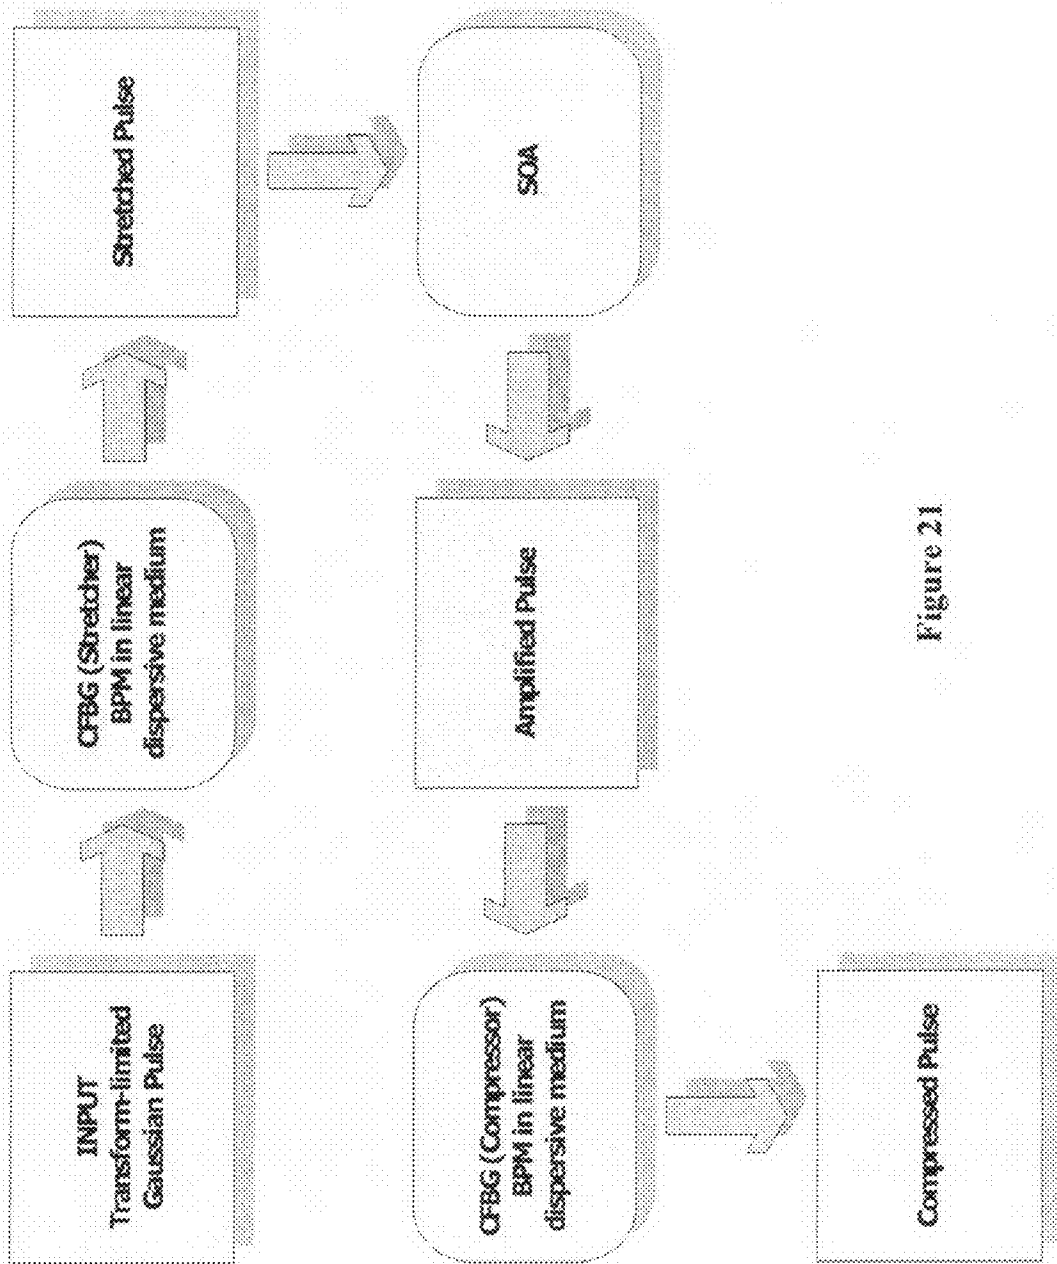 INPUT
Transform-limited
Gaussian Pulse
CFBG (Stretcher)
BPM in linear
dispersive medium
Stretched Pulse
SOA
Amplified Pulse
CFBG (Compressor)
BPM in linear
dispersive medium
Compressed Pulse
Figure 21